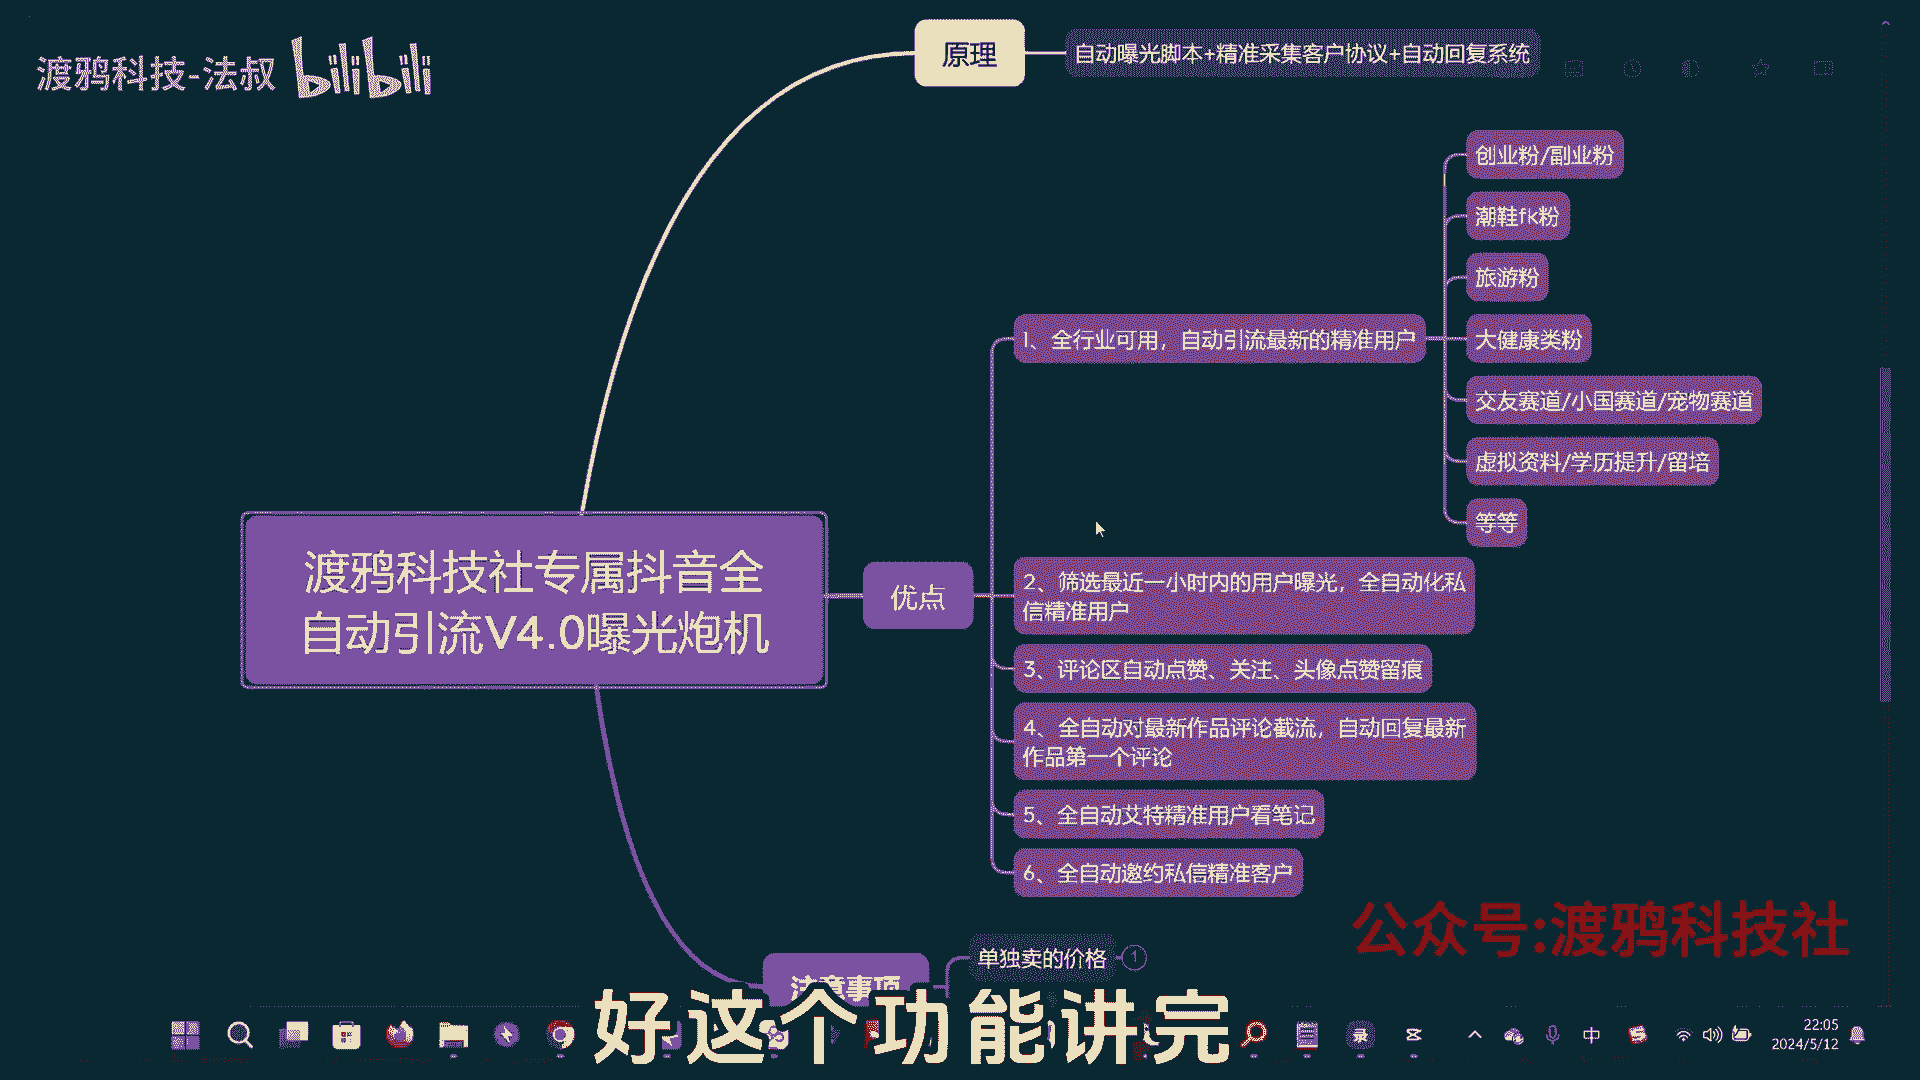 渡鸦科技-法叔 bilibili
原理
自动曝光脚本+精准采集客户协议+自动回复系统
创业粉/副业粉
潮鞋fk粉
旅游粉
1、全行业可用，自动引流最新的精准用户
大健康类粉
交友赛道/小国赛道/宠物赛道
虚拟资料/学历提升/留培
等等
渡鸦科技社专属抖音全
自动引流V4.0曝光炮机
优点
2、筛选最近一小时内的用户曝光，全自动化私
信精准用户
3、评论区自动点赞、关注、头像点赞留痕
4、全自动对最新作品评论截流，自动回复最新
作品第一个评论
5、全自动艾特精准用户看笔记
6、全自动邀约私信精准客户
公众号:渡鸦科技社
单独卖的价格 1
注意事项
好这个功能讲完
录
中
22:05
2024/5/12